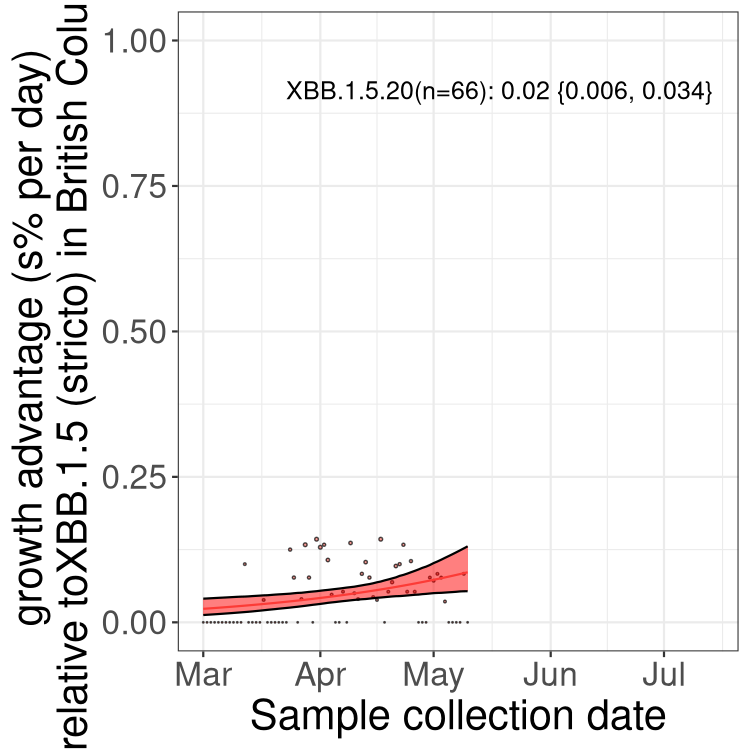 growth advantage (s% per day)
relative toXBB.1.5 (stricto) in British Colu
1.00
0.75
0.50
0.25
0.00
XBB.1.5.20(n=66): 0.02 {0.006, 0.034}
Mar Apr May Jun Jul
Sample collection date